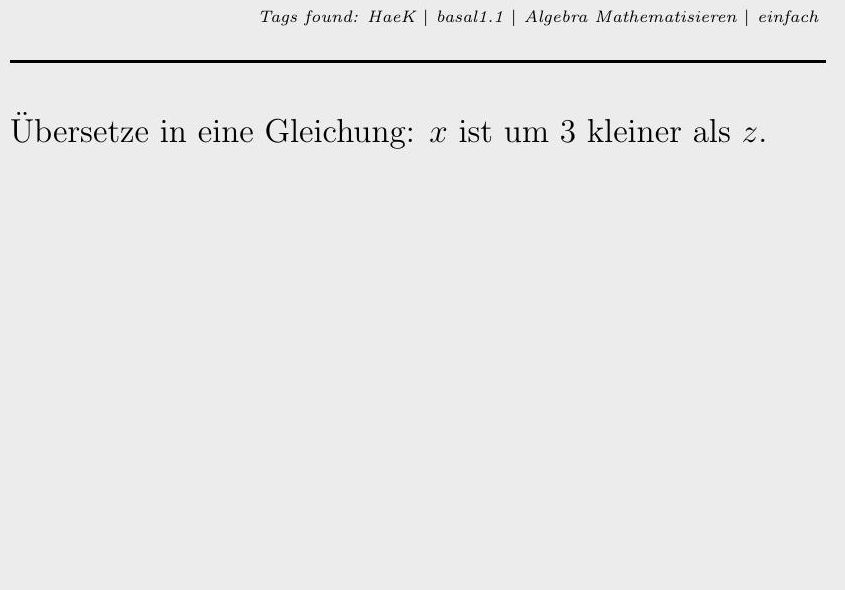 Tags found: HaeK | basal1.1 | Algebra Mathematisieren | einfach
Übersetze in eine Gleichung: x ist um 3 kleiner als z.